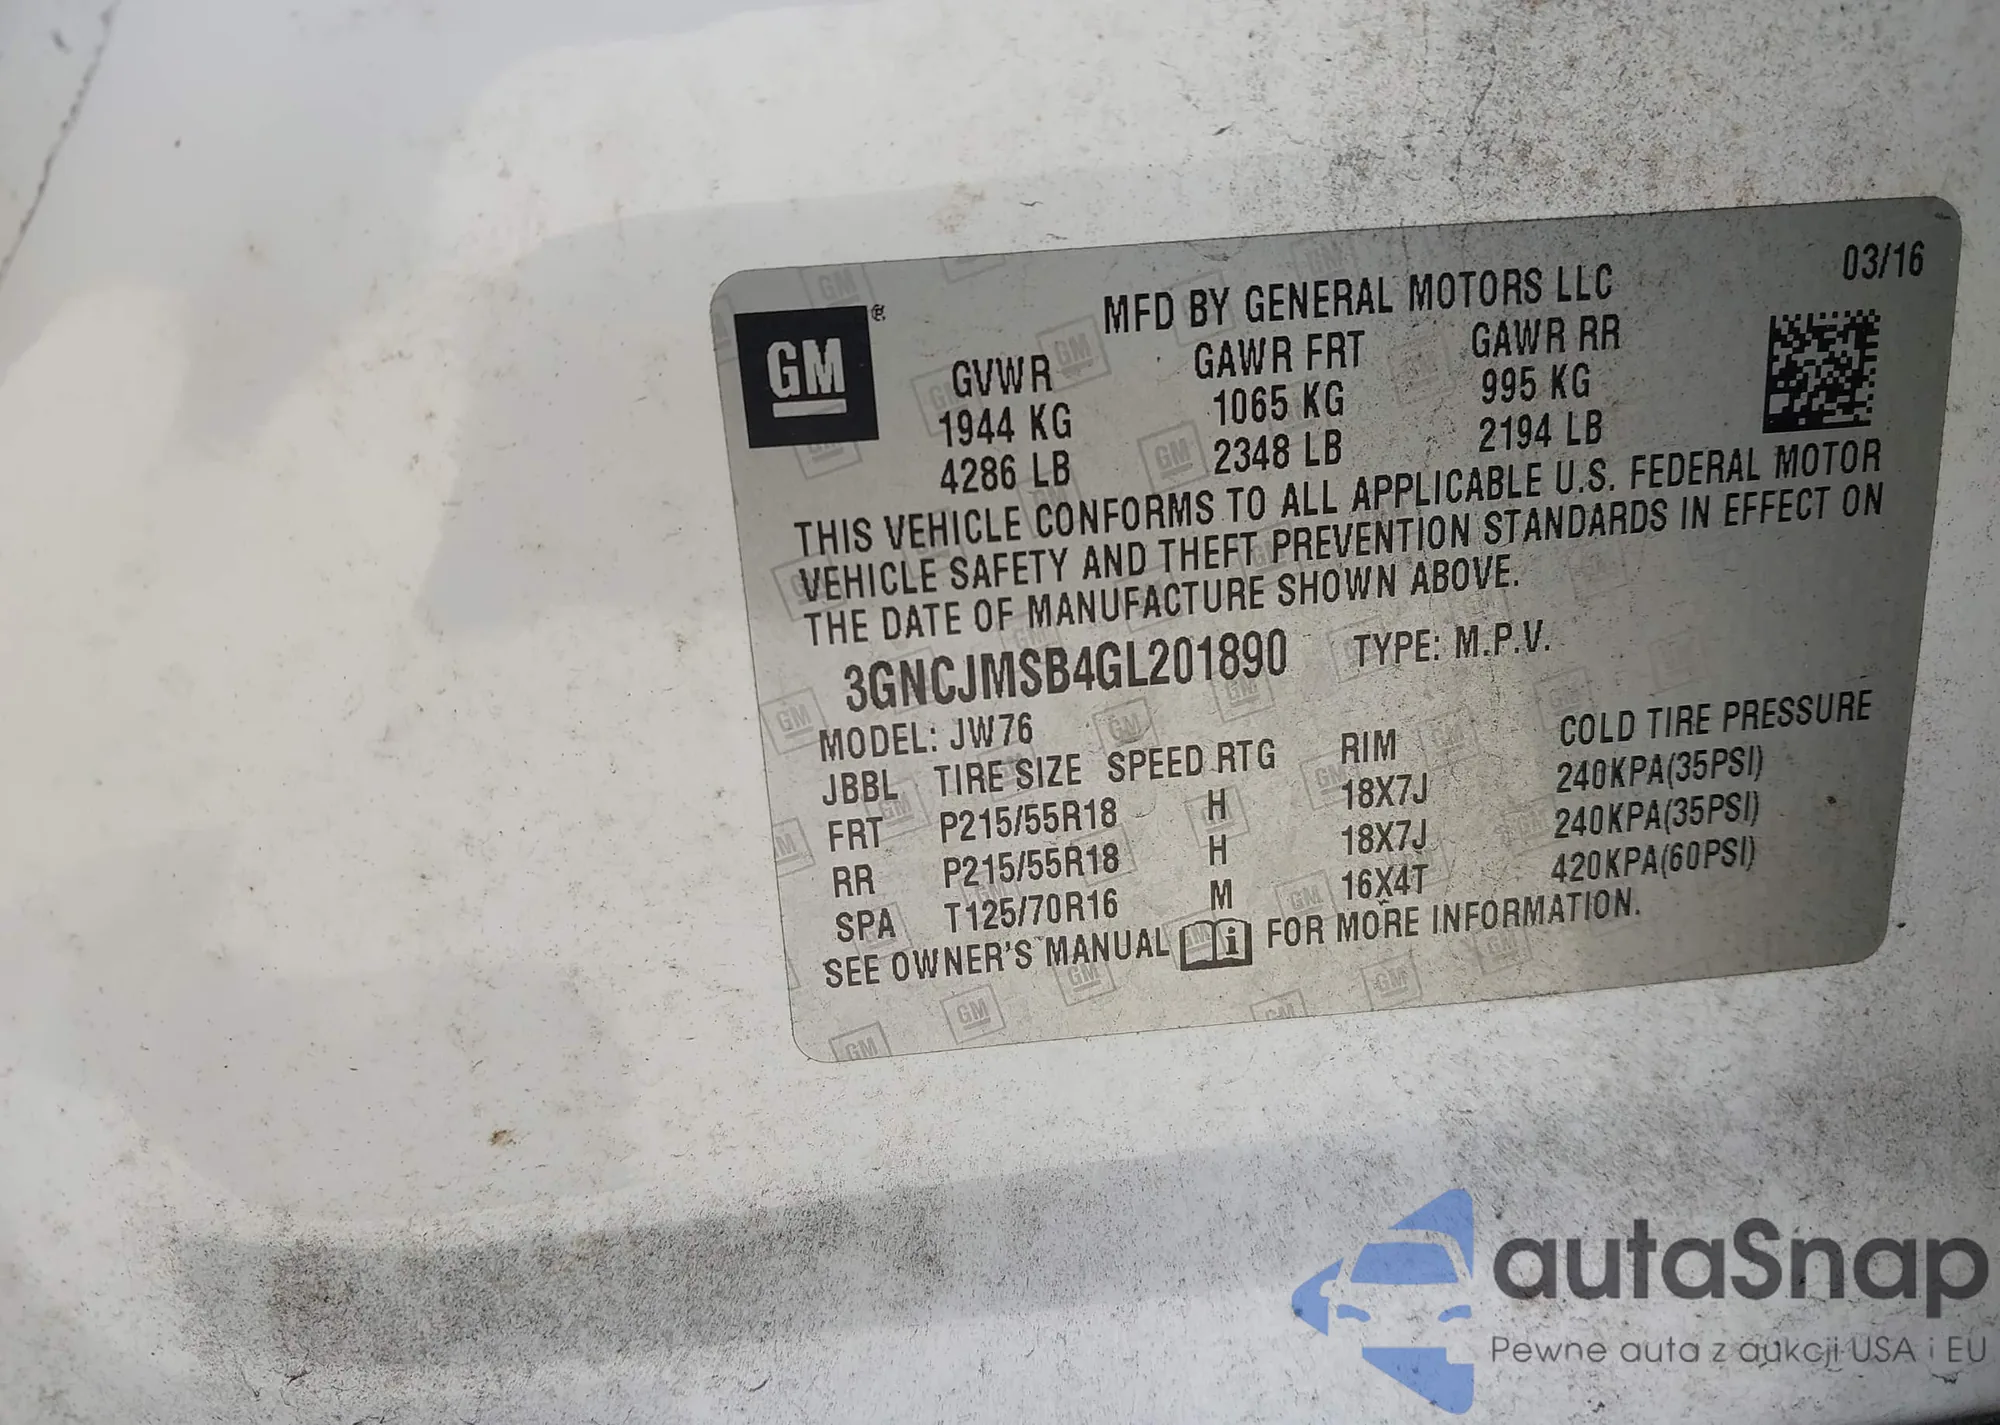 03/16
MFD BY GENERAL MOTORS LLC
GM ®
GVWR GAWR FRT GAWR RR
1944 KG 1065 KG 995 KG
4286 LB 2348 LB 2194 LB
THIS VEHICLE CONFORMS TO ALL APPLICABLE U.S. FEDERAL MOTOR
VEHICLE SAFETY AND THEFT PREVENTION STANDARDS IN EFFECT ON
THE DATE OF MANUFACTURE SHOWN ABOVE.
3GNCJMSB4GL201890 TYPE: M.P.V.
MODEL: JW76
JBBL TIRE SIZE SPEED RTG RIM COLD TIRE PRESSURE
FRT P215/55R18 H 18X7J 240KPA(35PSI)
RR P215/55R18 H 18X7J 240KPA(35PSI)
SPA T125/70R16 M 16X4T 420KPA(60PSI)
SEE OWNER'S MANUAL i FOR MORE INFORMATION.
autaSnap
Pewne auta z aukcji USA i EU